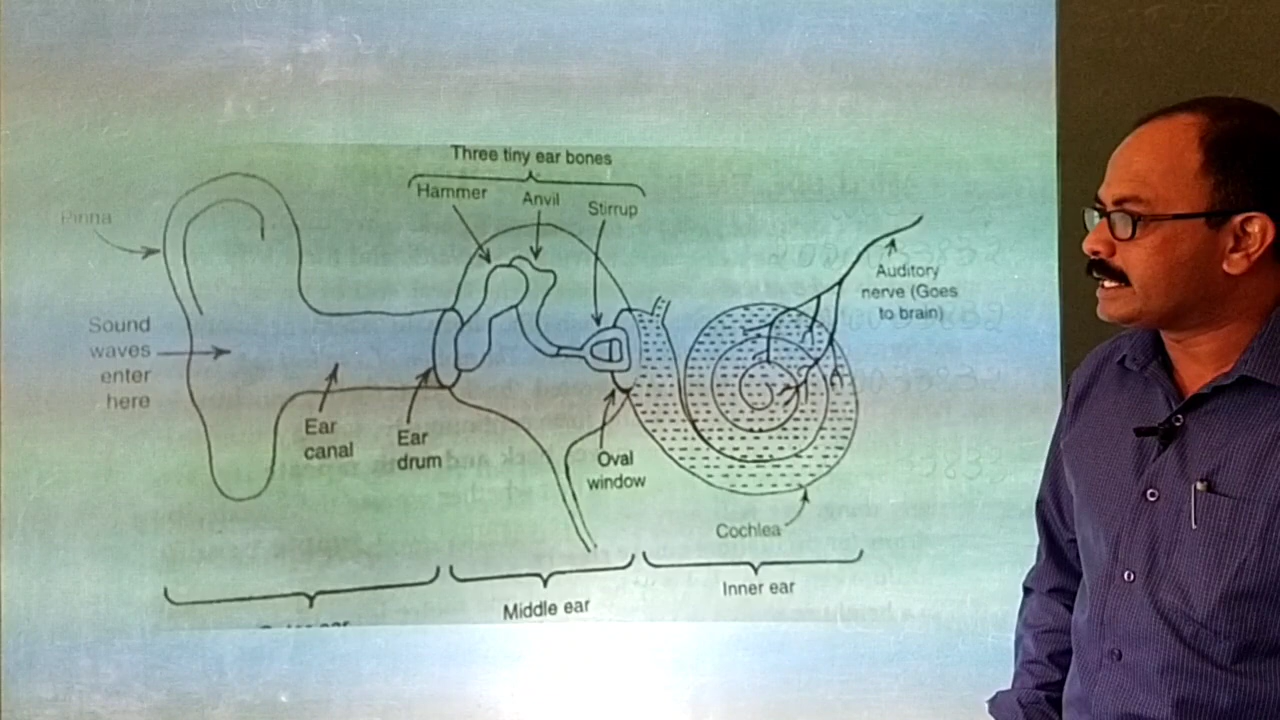 Three tiny ear bones
Hammer
Anvil
Stirrup
Pinna
Auditory
nerve (Goes
to brain)
Sound
waves
enter
here
Ear
canal
Ear
drum
Oval
window
Cochlea
Middle ear
Inner ear